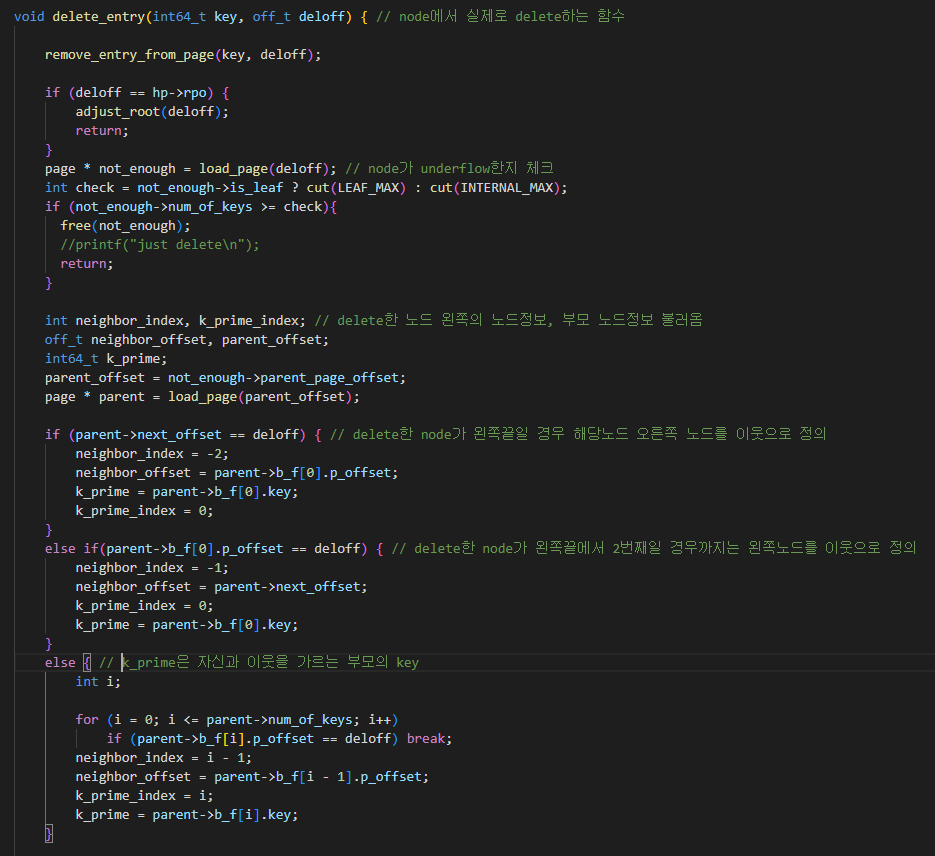 void delete_entry(int64_t key, off_t deloff) { // node에서 실제로 delete하는 함수
remove_entry_from_page(key, deloff);
if (deloff == hp->rpo) {
adjust_root(deloff);
return;
}
page * not_enough = load_page(deloff); // node가 underflow한지 체크
int check = not_enough->is_leaf ? cut(LEAF_MAX) : cut(INTERNAL_MAX);
if (not_enough->num_of_keys >= check){
free(not_enough);
//printf("just delete\n");
return;
}
int neighbor_index, k_prime_index; // delete한 노드 왼쪽의 노드정보, 부모 노드정보 불러옴
off_t neighbor_offset, parent_offset;
int64_t k_prime;
parent_offset = not_enough->parent_page_offset;
page * parent = load_page(parent_offset);
if (parent->next_offset == deloff) { // delete한 node가 왼쪽끝일 경우 해당노드 오른쪽 노드를 이웃으로 정의
neighbor_index = -2;
neighbor_offset = parent->b_f[0].p_offset;
k_prime = parent->b_f[0].key;
k_prime_index = 0;
}
else if(parent->b_f[0].p_offset == deloff) { // delete한 node가 왼쪽끝에서 2번째일 경우까지는 왼쪽노드를 이웃으로 정의
neighbor_index = -1;
neighbor_offset = parent->next_offset;
k_prime_index = 0;
k_prime = parent->b_f[0].key;
}
else { // k_prime은 자신과 이웃을 가르는 부모의 key
int i;
for (i = 0; i <= parent->num_of_keys; i++)
if (parent->b_f[i].p_offset == deloff) break;
neighbor_index = i - 1;
neighbor_offset = parent->b_f[i - 1].p_offset;
k_prime_index = i;
k_prime = parent->b_f[i].key;
}